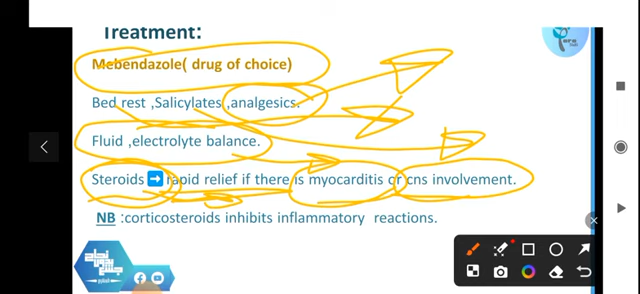 Treatment:
Mebendazole( drug of choice)
Bed rest ,Salicylates ,analgesics.
Fluid ,electrolyte balance.
Steroids ➡ rapid relief if there is myocarditis or cns involvement.
NB :corticosteroids inhibits inflammatory reactions.